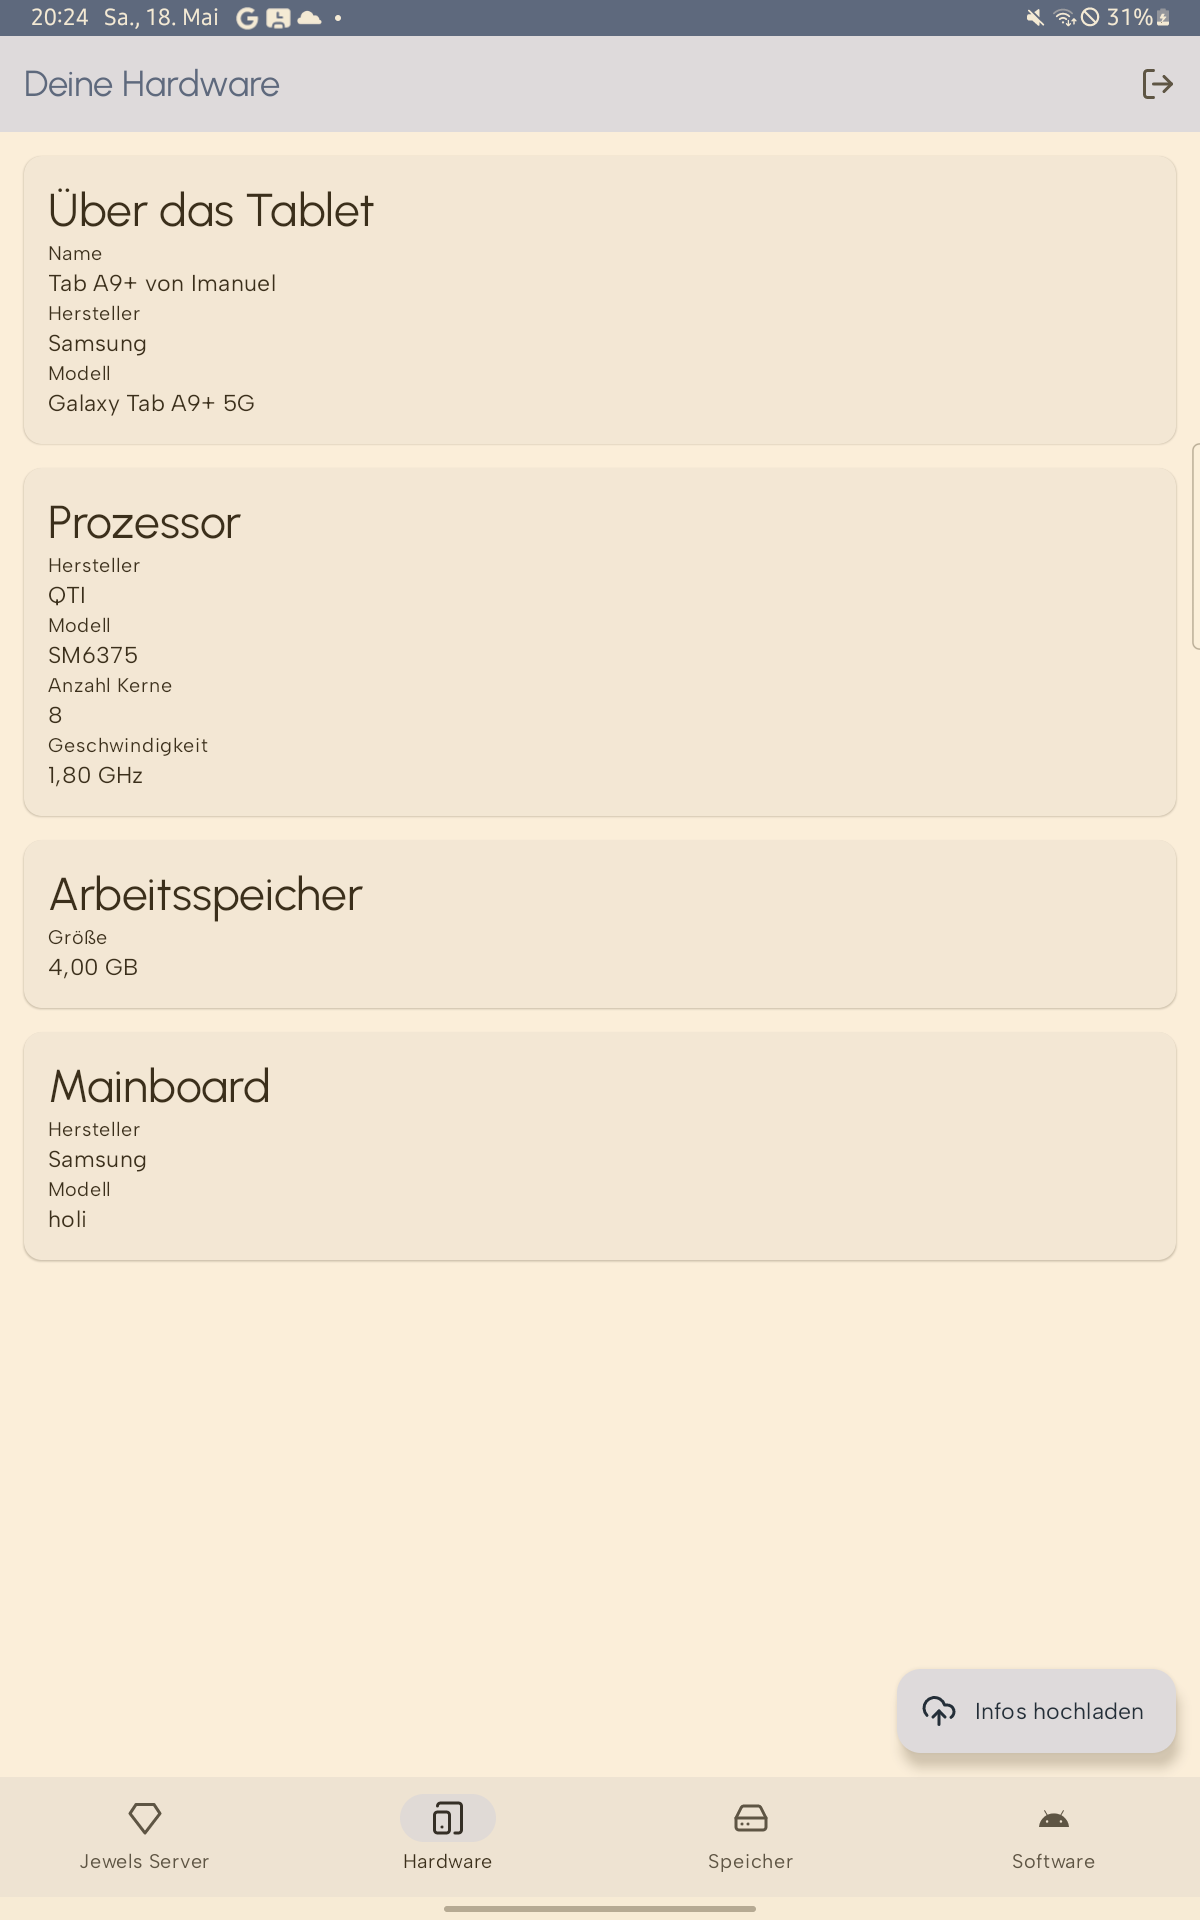 20:24 Sa., 18. Mai 31%
Deine Hardware
Über das Tablet
Name
Tab A9+ von Imanuel
Hersteller
Samsung
Modell
Galaxy Tab A9+ 5G
Prozessor
Hersteller
QTI
Modell
SM6375
Anzahl Kerne
8
Geschwindigkeit
1,80 GHz
Arbeitsspeicher
Größe
4,00 GB
Mainboard
Hersteller
Samsung
Modell
holi
Infos hochladen
Jewels Server Hardware Speicher Software